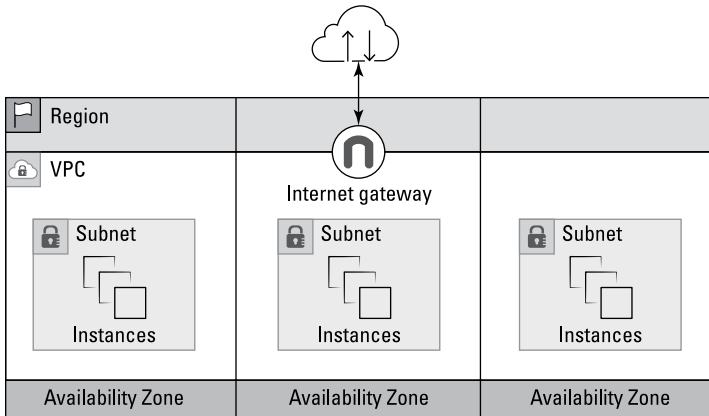 Region
VPC
Internet gateway
Subnet
Instances
Subnet
Instances
Subnet
Instances
Availability Zone
Availability Zone
Availability Zone